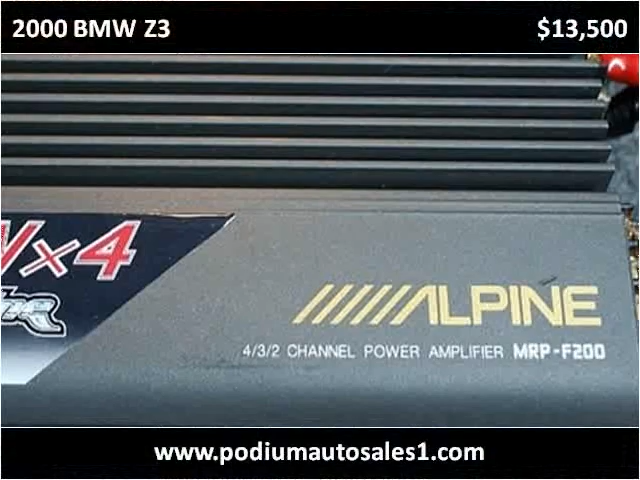 2000 BMW Z3
$13,500
x4
ALPINE
4/3/2 CHANNEL POWER AMPLIFIER MRP-F200
www.podiumautosales1.com